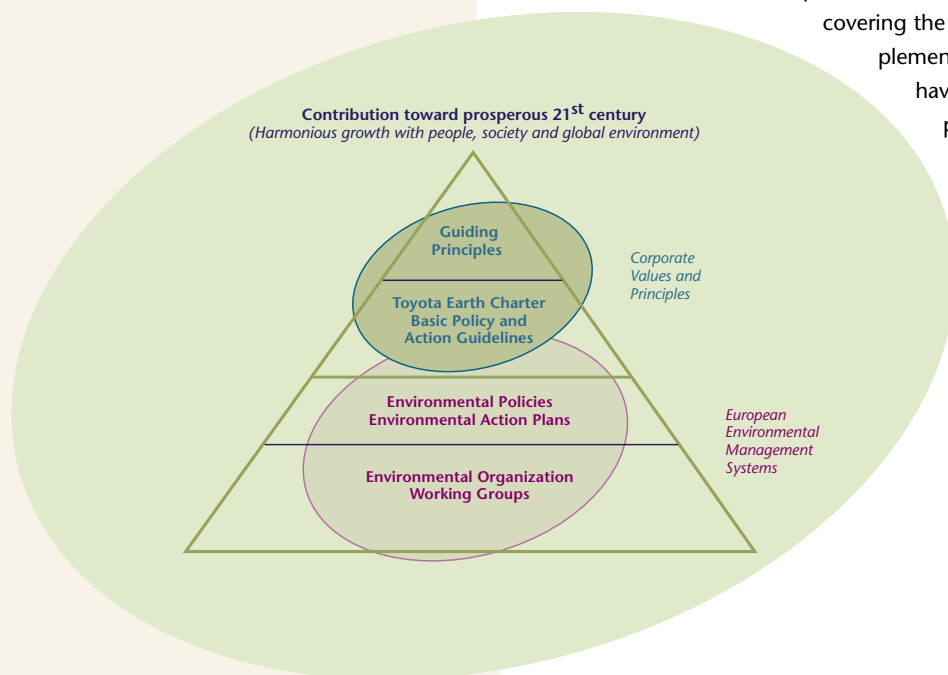 covering the
plemen
hav
Contribution toward prosperous 21st century
(Harmonious growth with people, society and global environment)
Guiding
Principles
Corporate
Values and
Principles
Toyota Earth Charter
Basic Policy and
Action Guidelines
Environmental Policies
Environmental Action Plans
European
Environmental
Management
Systems
Environmental Organization
Working Groups